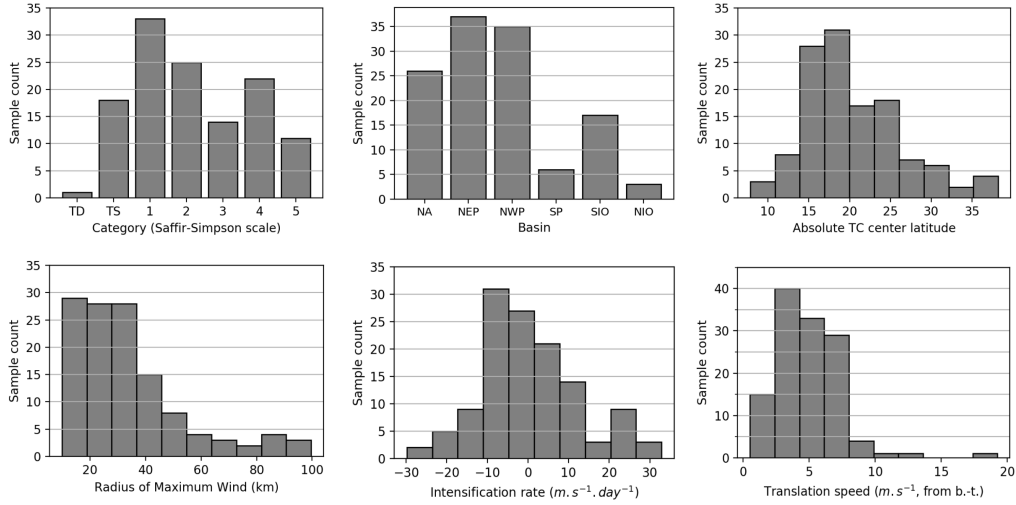 35
30
25
20
15
10
5
0
Sample count
TD TS 1 2 3 4 5
Category (Saffir-Simpson scale)
35
30
25
20
15
10
5
0
Sample count
NA NEP NWP SP SIO NIO
Basin
35
30
25
20
15
10
5
0
Sample count
10 15 20 25 30 35
Absolute TC center latitude
35
30
25
20
15
10
5
0
Sample count
20 40 60 80 100
Radius of Maximum Wind (km)
35
30
25
20
15
10
5
0
Sample count
−30 −20 −10 0 10 20 30
Intensification rate (m.s⁻¹.day⁻¹)
40
30
20
10
0
Sample count
0 5 10 15 20
Translation speed (m.s⁻¹, from b.-t.)